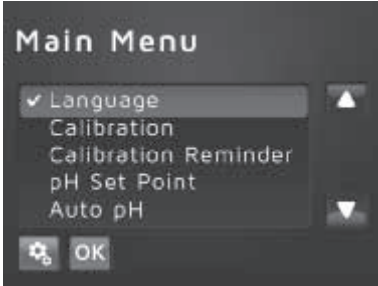 Main Menu
Language
Calibration
Calibration Reminder
pH Set Point
Auto pH
OK